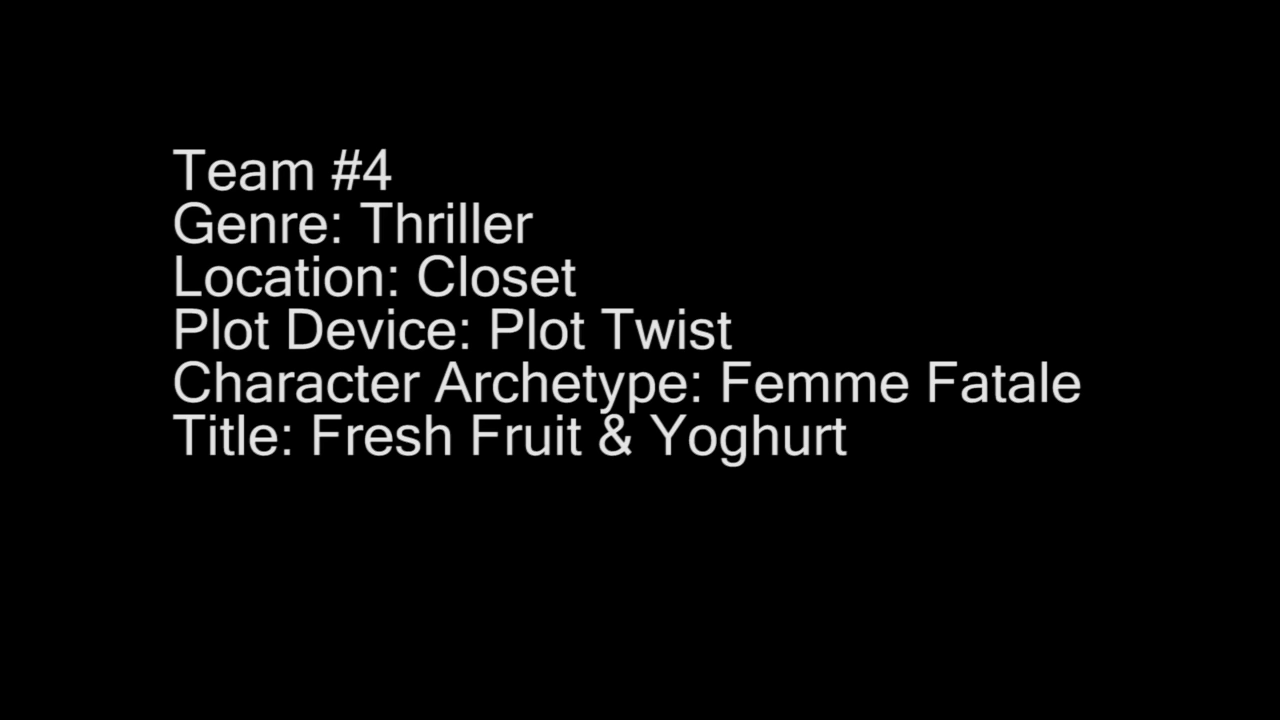 Team #4
Genre: Thriller
Location: Closet
Plot Device: Plot Twist
Character Archetype: Femme Fatale
Title: Fresh Fruit & Yoghurt